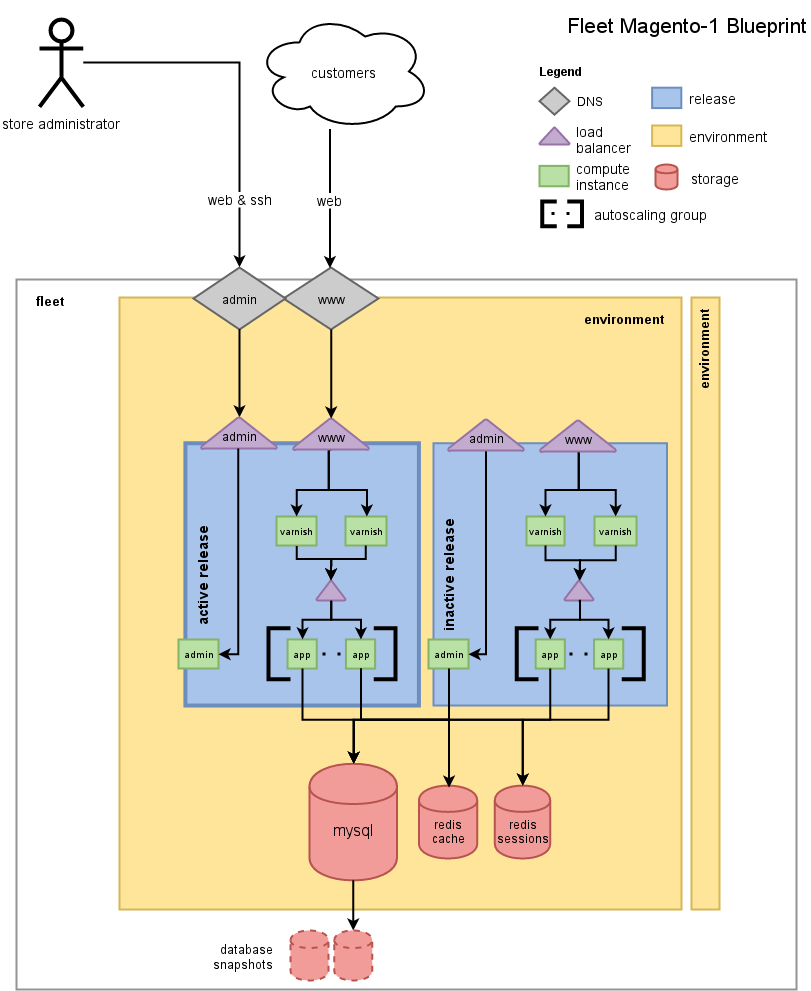 Fleet Magento-1 Blueprint
Legend
DNS
release
load
balancer
environment
compute
instance
storage
autoscaling group
store administrator
customers
web & ssh
web
fleet
admin
www
environment
environment
admin
www
admin
www
active release
varnish
varnish
inactive release
varnish
varnish
admin
app
app
admin
app
app
mysql
redis
cache
redis
sessions
database
snapshots